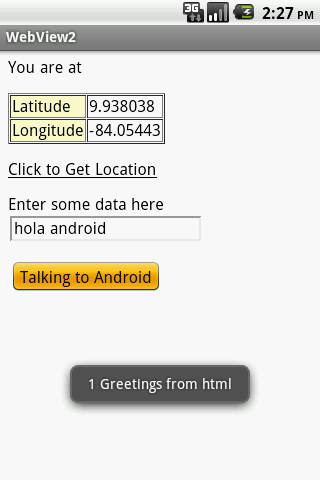 3G 2:27 PM
WebView2
You are at
Latitude 9.938038
Longitude -84.05443
Click to Get Location
Enter some data here
hola android
Talking to Android
1 Greetings from html